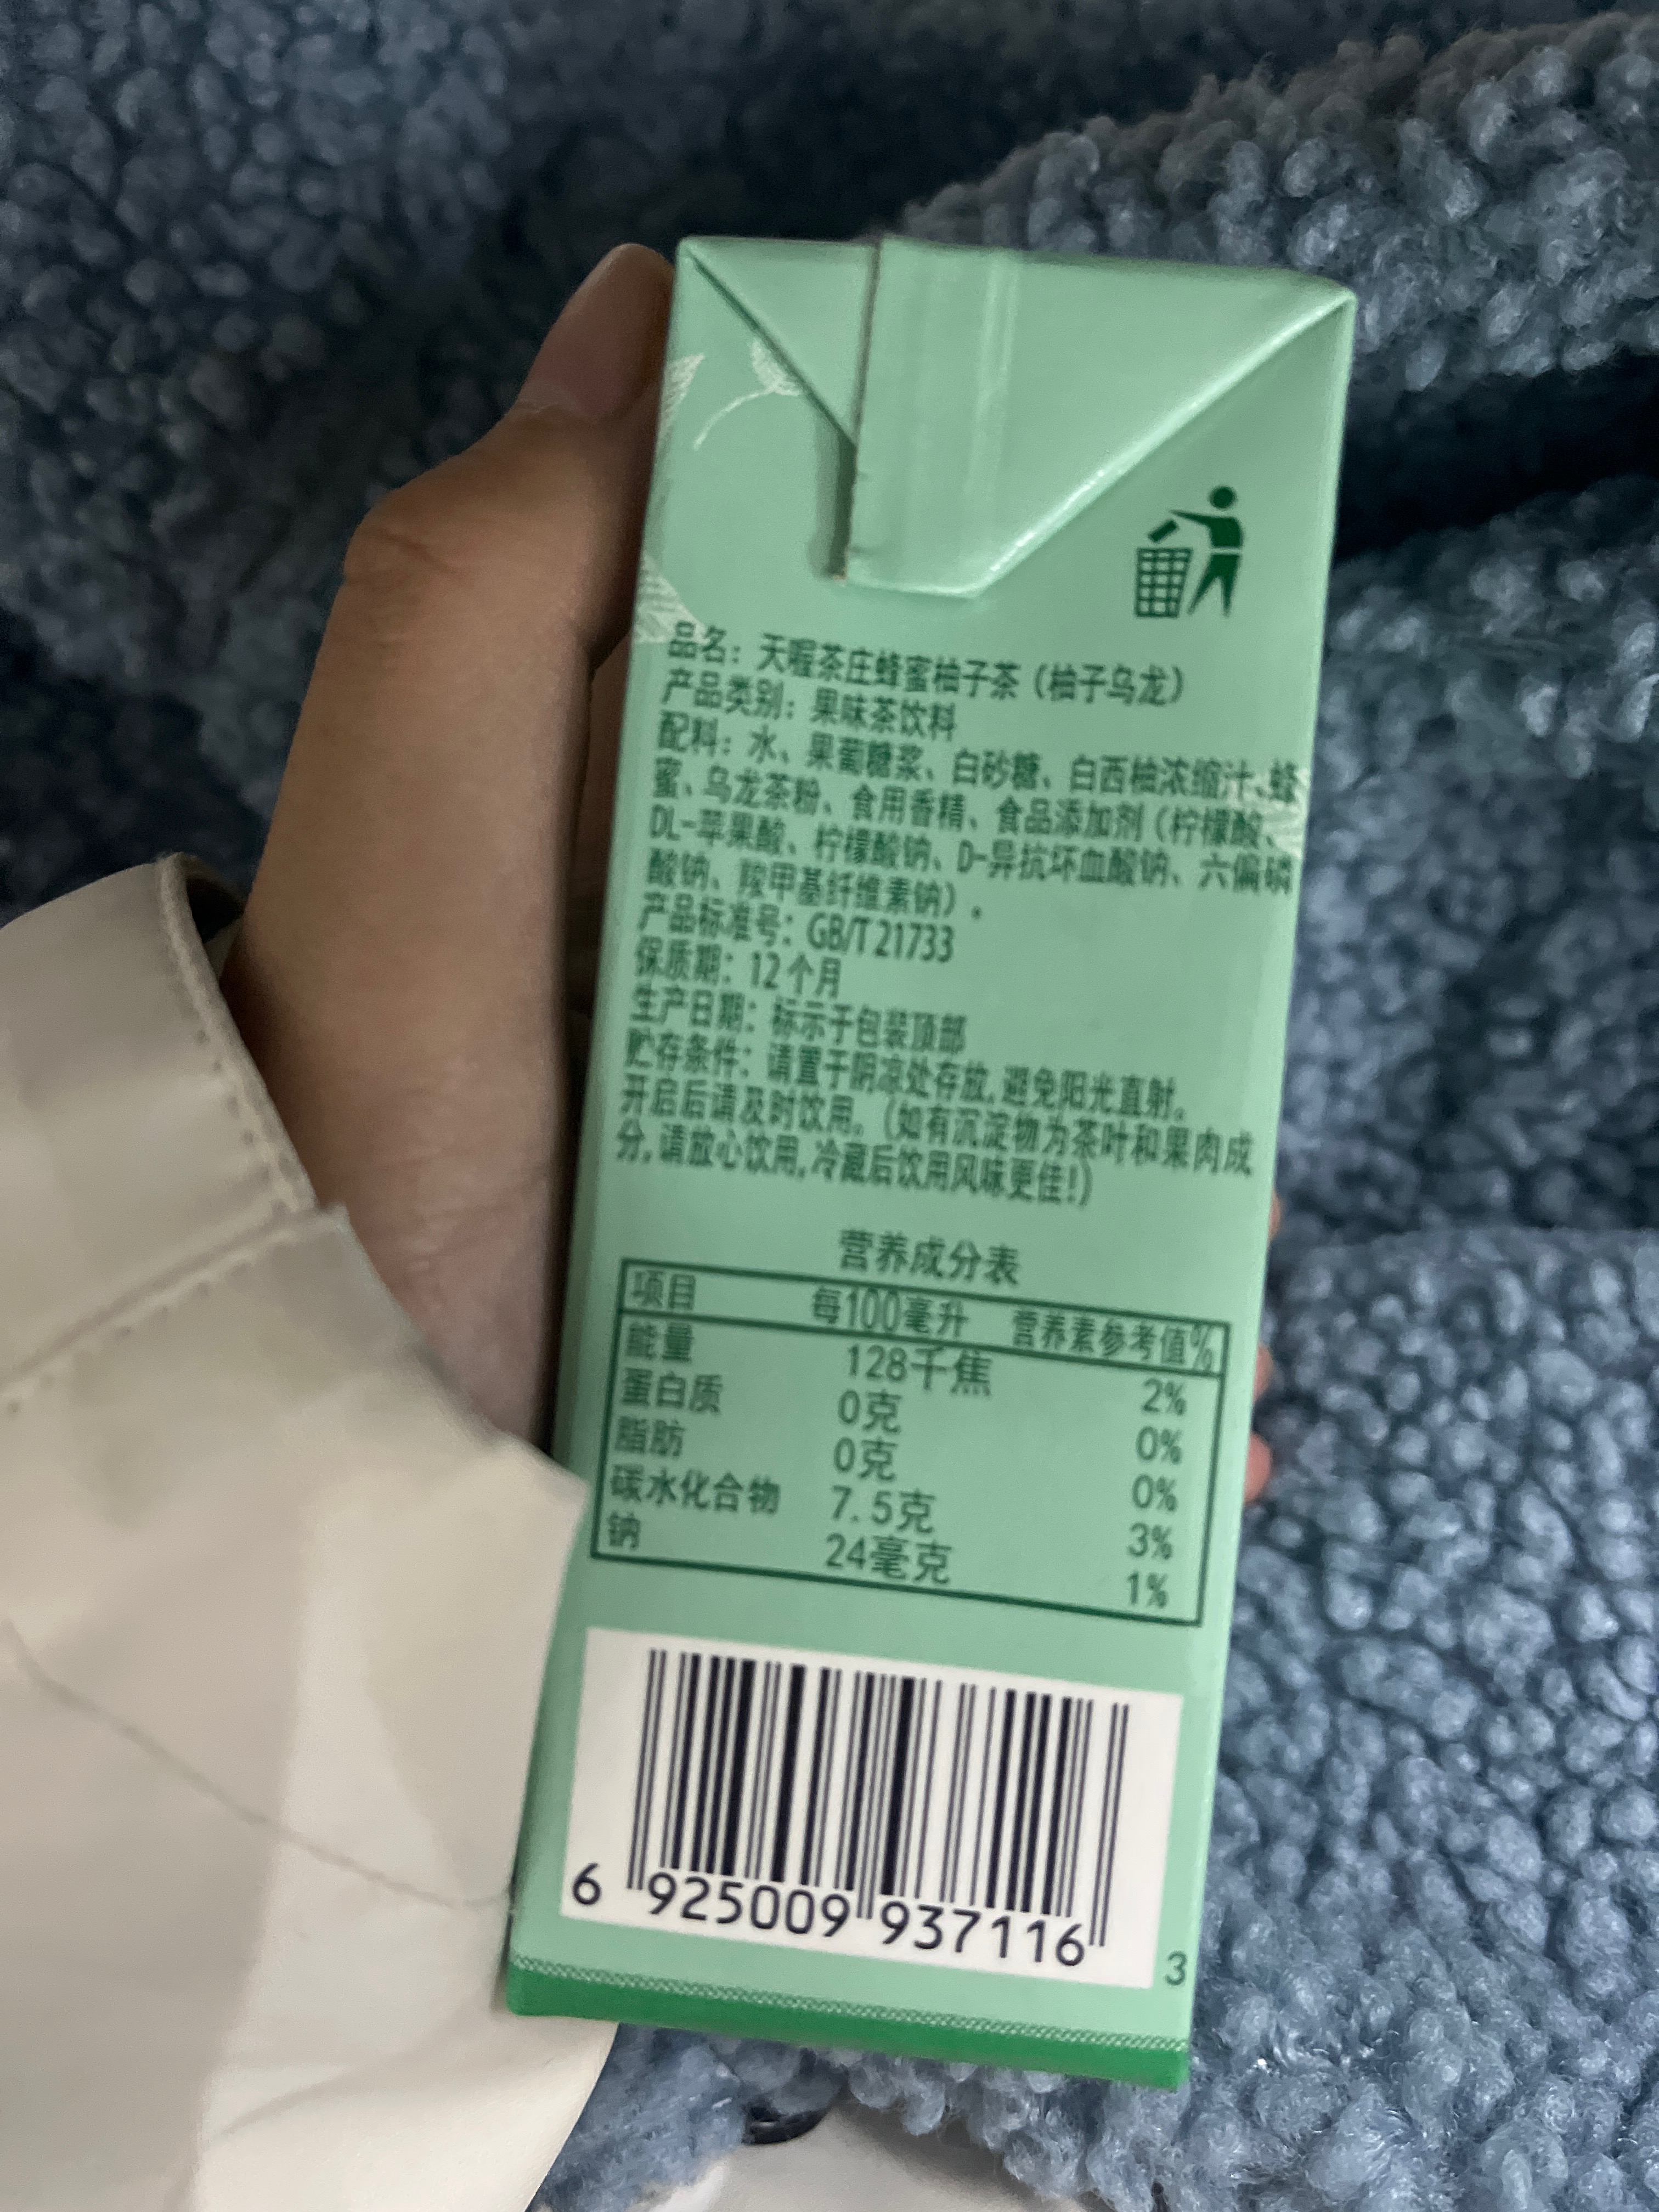 品名：天喔茶庄蜂蜜柚子茶（柚子乌龙）
产品类别：果味茶饮料
配料：水、果葡糖浆、白砂糖、白西柚浓缩汁、蜂
蜜、乌龙茶粉、食用香精、食品添加剂（柠檬酸、
DL-苹果酸、柠檬酸钠、D-异抗坏血酸钠、六偏磷
酸钠、羧甲基纤维素钠）。
产品标准号：GB/T 21733
保质期：12个月
生产日期：标示于包装顶部
贮存条件：请置于阴凉处存放,避免阳光直射。
开启后请及时饮用。(如有沉淀物为茶叶和果肉成
分,请放心饮用,冷藏后饮用风味更佳!)
营养成分表
项目 每100毫升 营养素参考值%
能量 128千焦 2%
蛋白质 0克 0%
脂肪 0克 0%
碳水化合物 7.5克 3%
钠 24毫克 1%
6 925009 937116
3